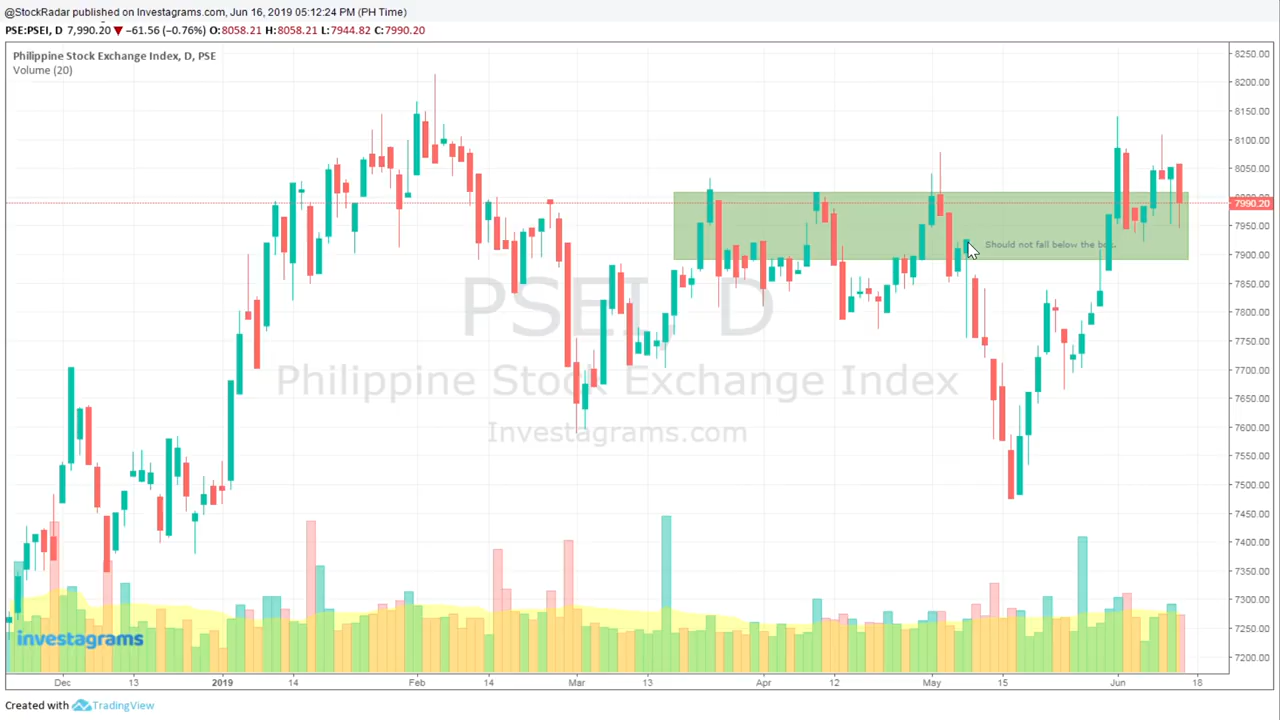 @StockRadar published on Investagrams.com, Jun 16, 2019 05:12:24 PM (PH Time)
PSE:PSEI, D 7,990.20 ▼ −61.56 (−0.76%) O:8058.21 H:8058.21 L:7944.82 C:7990.20
Philippine Stock Exchange Index, D, PSE
Volume (20)
8250.00
8200.00
8150.00
8100.00
8050.00
7990.20
7950.00
7900.00
7850.00
7800.00
7750.00
7700.00
7650.00
7600.00
7550.00
7500.00
7450.00
7400.00
7350.00
7300.00
7250.00
7200.00
Should not fall below the
PSEI, D
Philippine Stock Exchange Index
Investagrams.com
investagrams
Dec 13 2019 14 Feb 14 Mar 13 Apr 12 May 15 Jun 18
Created with TradingView